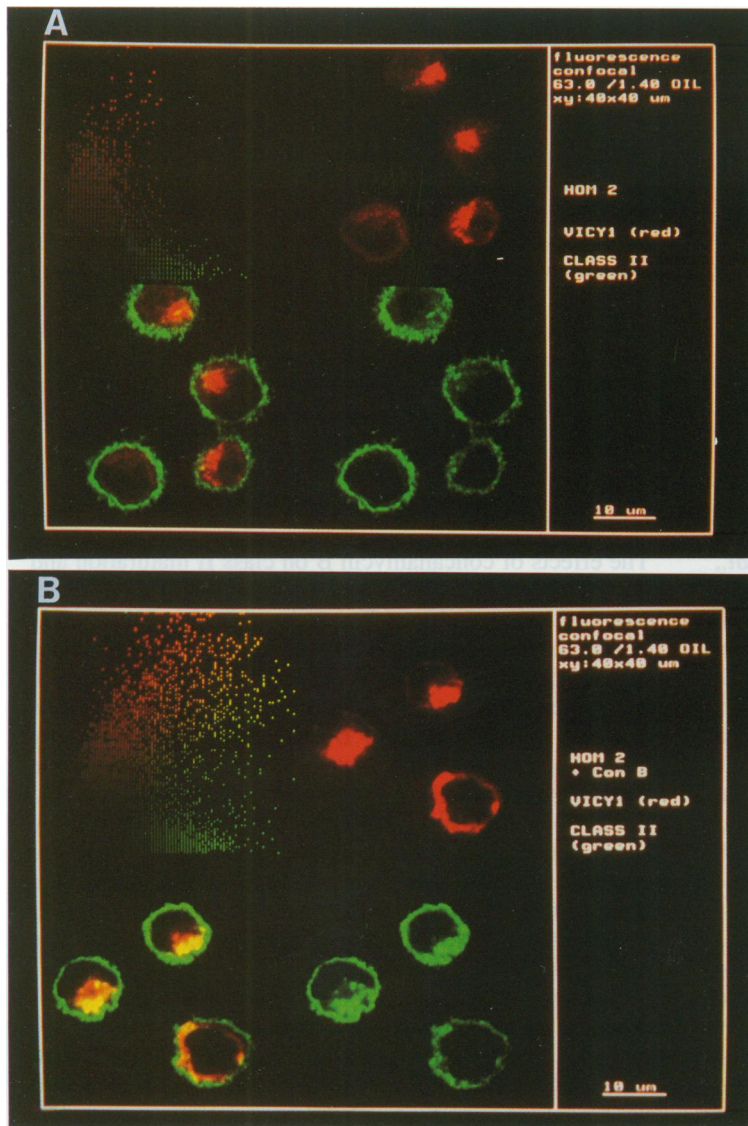 A
fluorescence
confocal
63.0 /1.40 OIL
xy:40x40 um
HOM 2
VICY1 (red)
CLASS II
(green)
10 um
B
fluorescence
confocal
63.0 /1.40 OIL
xy:40x40 um
HOM 2
+ Con B
VICY1 (red)
CLASS II
(green)
10 um